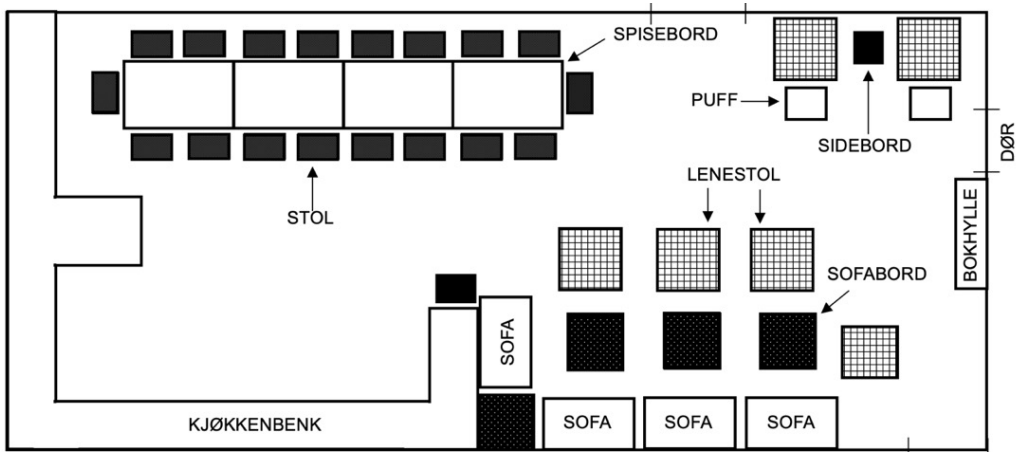 SPISEBORD
PUFF
SIDEBORD
DØR
LENESTOL
STOL
BOKHYLLE
SOFABORD
SOFA
KJØKKENBENK
SOFA
SOFA
SOFA